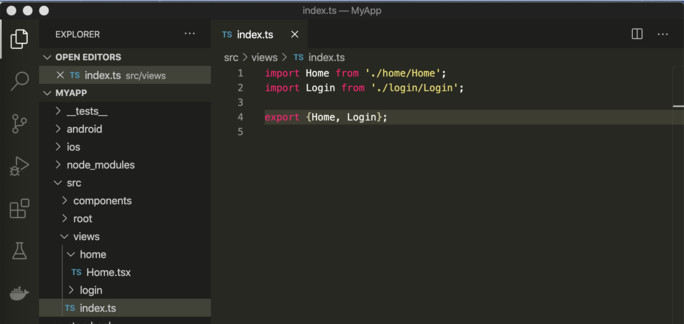 index.ts — MyApp
EXPLORER
OPEN EDITORS
TS index.ts src/views
MYAPP
__tests__
android
ios
node_modules
src
components
root
views
home
TS Home.tsx
login
TS index.ts
TS index.ts
src > views > TS index.ts
1 import Home from './home/Home';
2 import Login from './login/Login';
3
4 export {Home, Login};
5